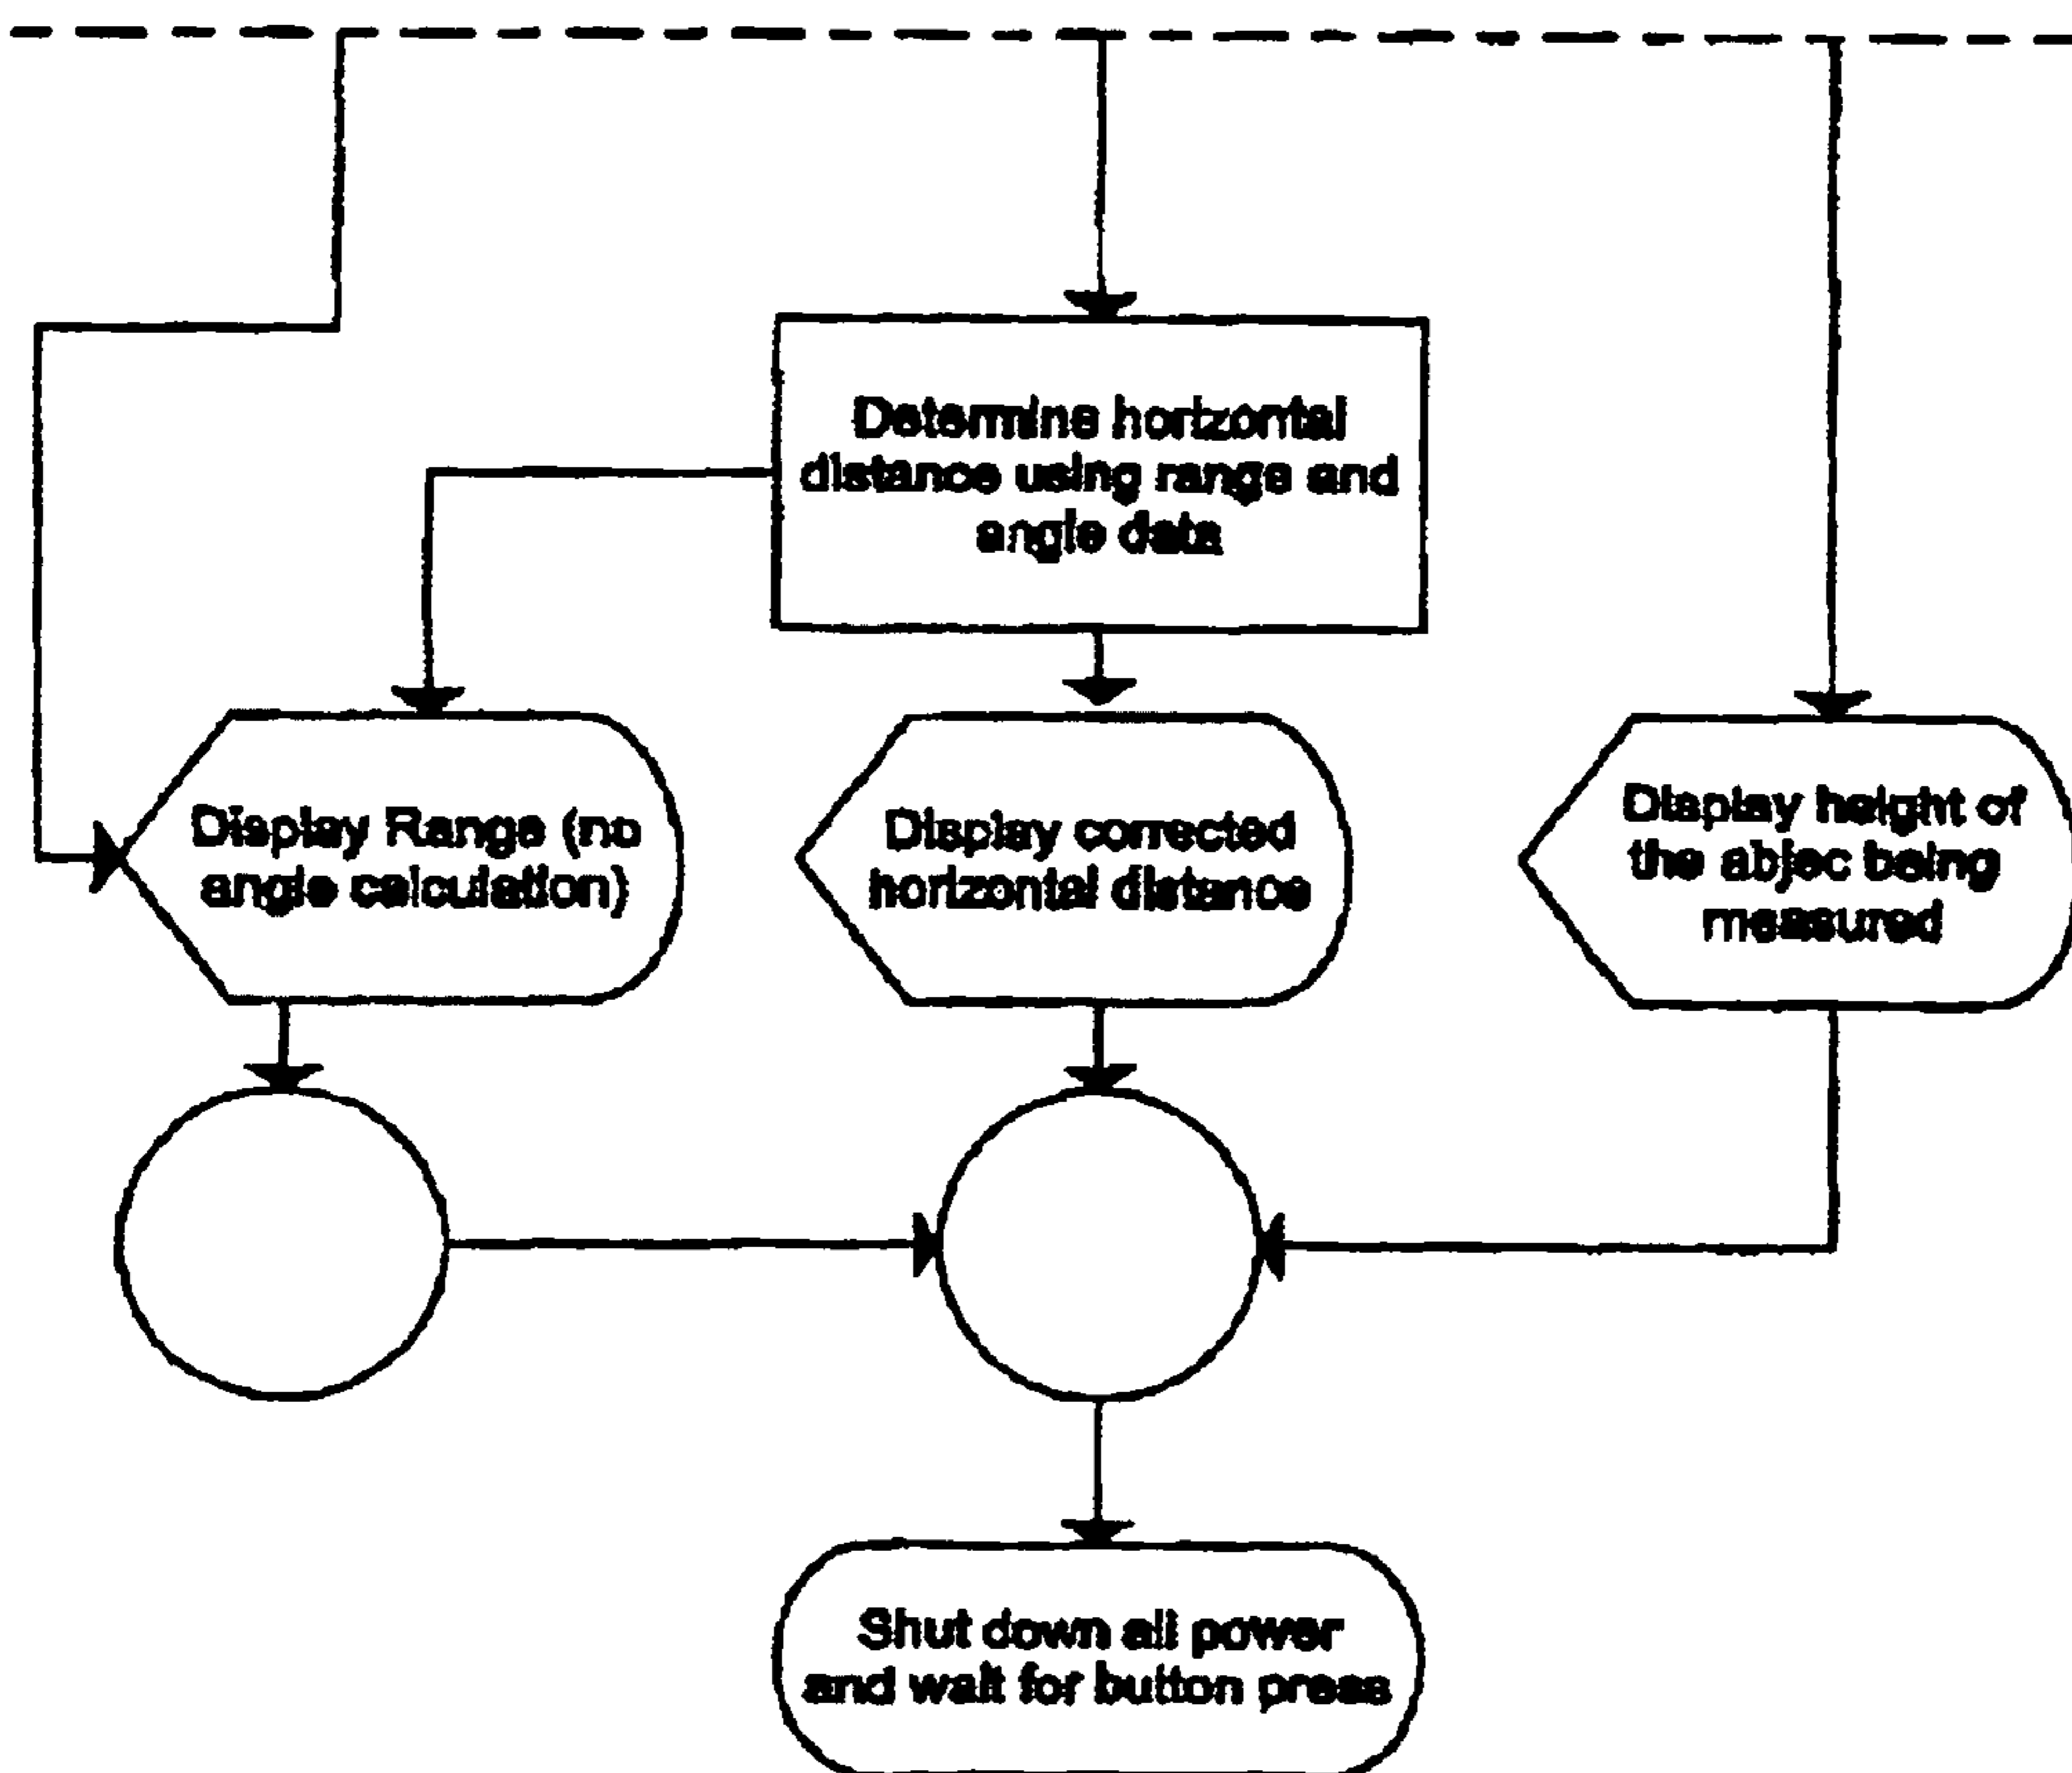 Determine horizontal
distance using range and
angle data
Display Range (no
angle calculation)
Display corrected
horizontal distance
Display height of
the abjec being
measured
Shut down all power
and wait for button press